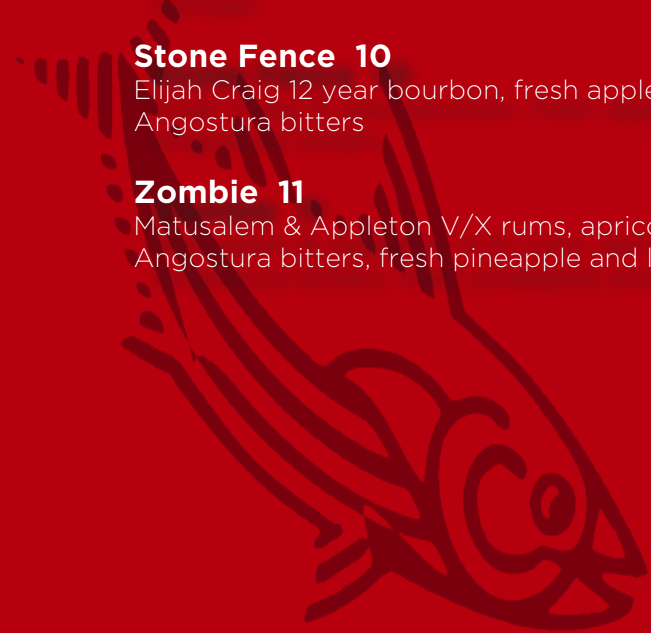 Stone Fence 10
Elijah Craig 12 year bourbon, fresh apple
Angostura bitters
Zombie 11
Matusalem & Appleton V/X rums,
Angostura bitters, fresh pineapple and